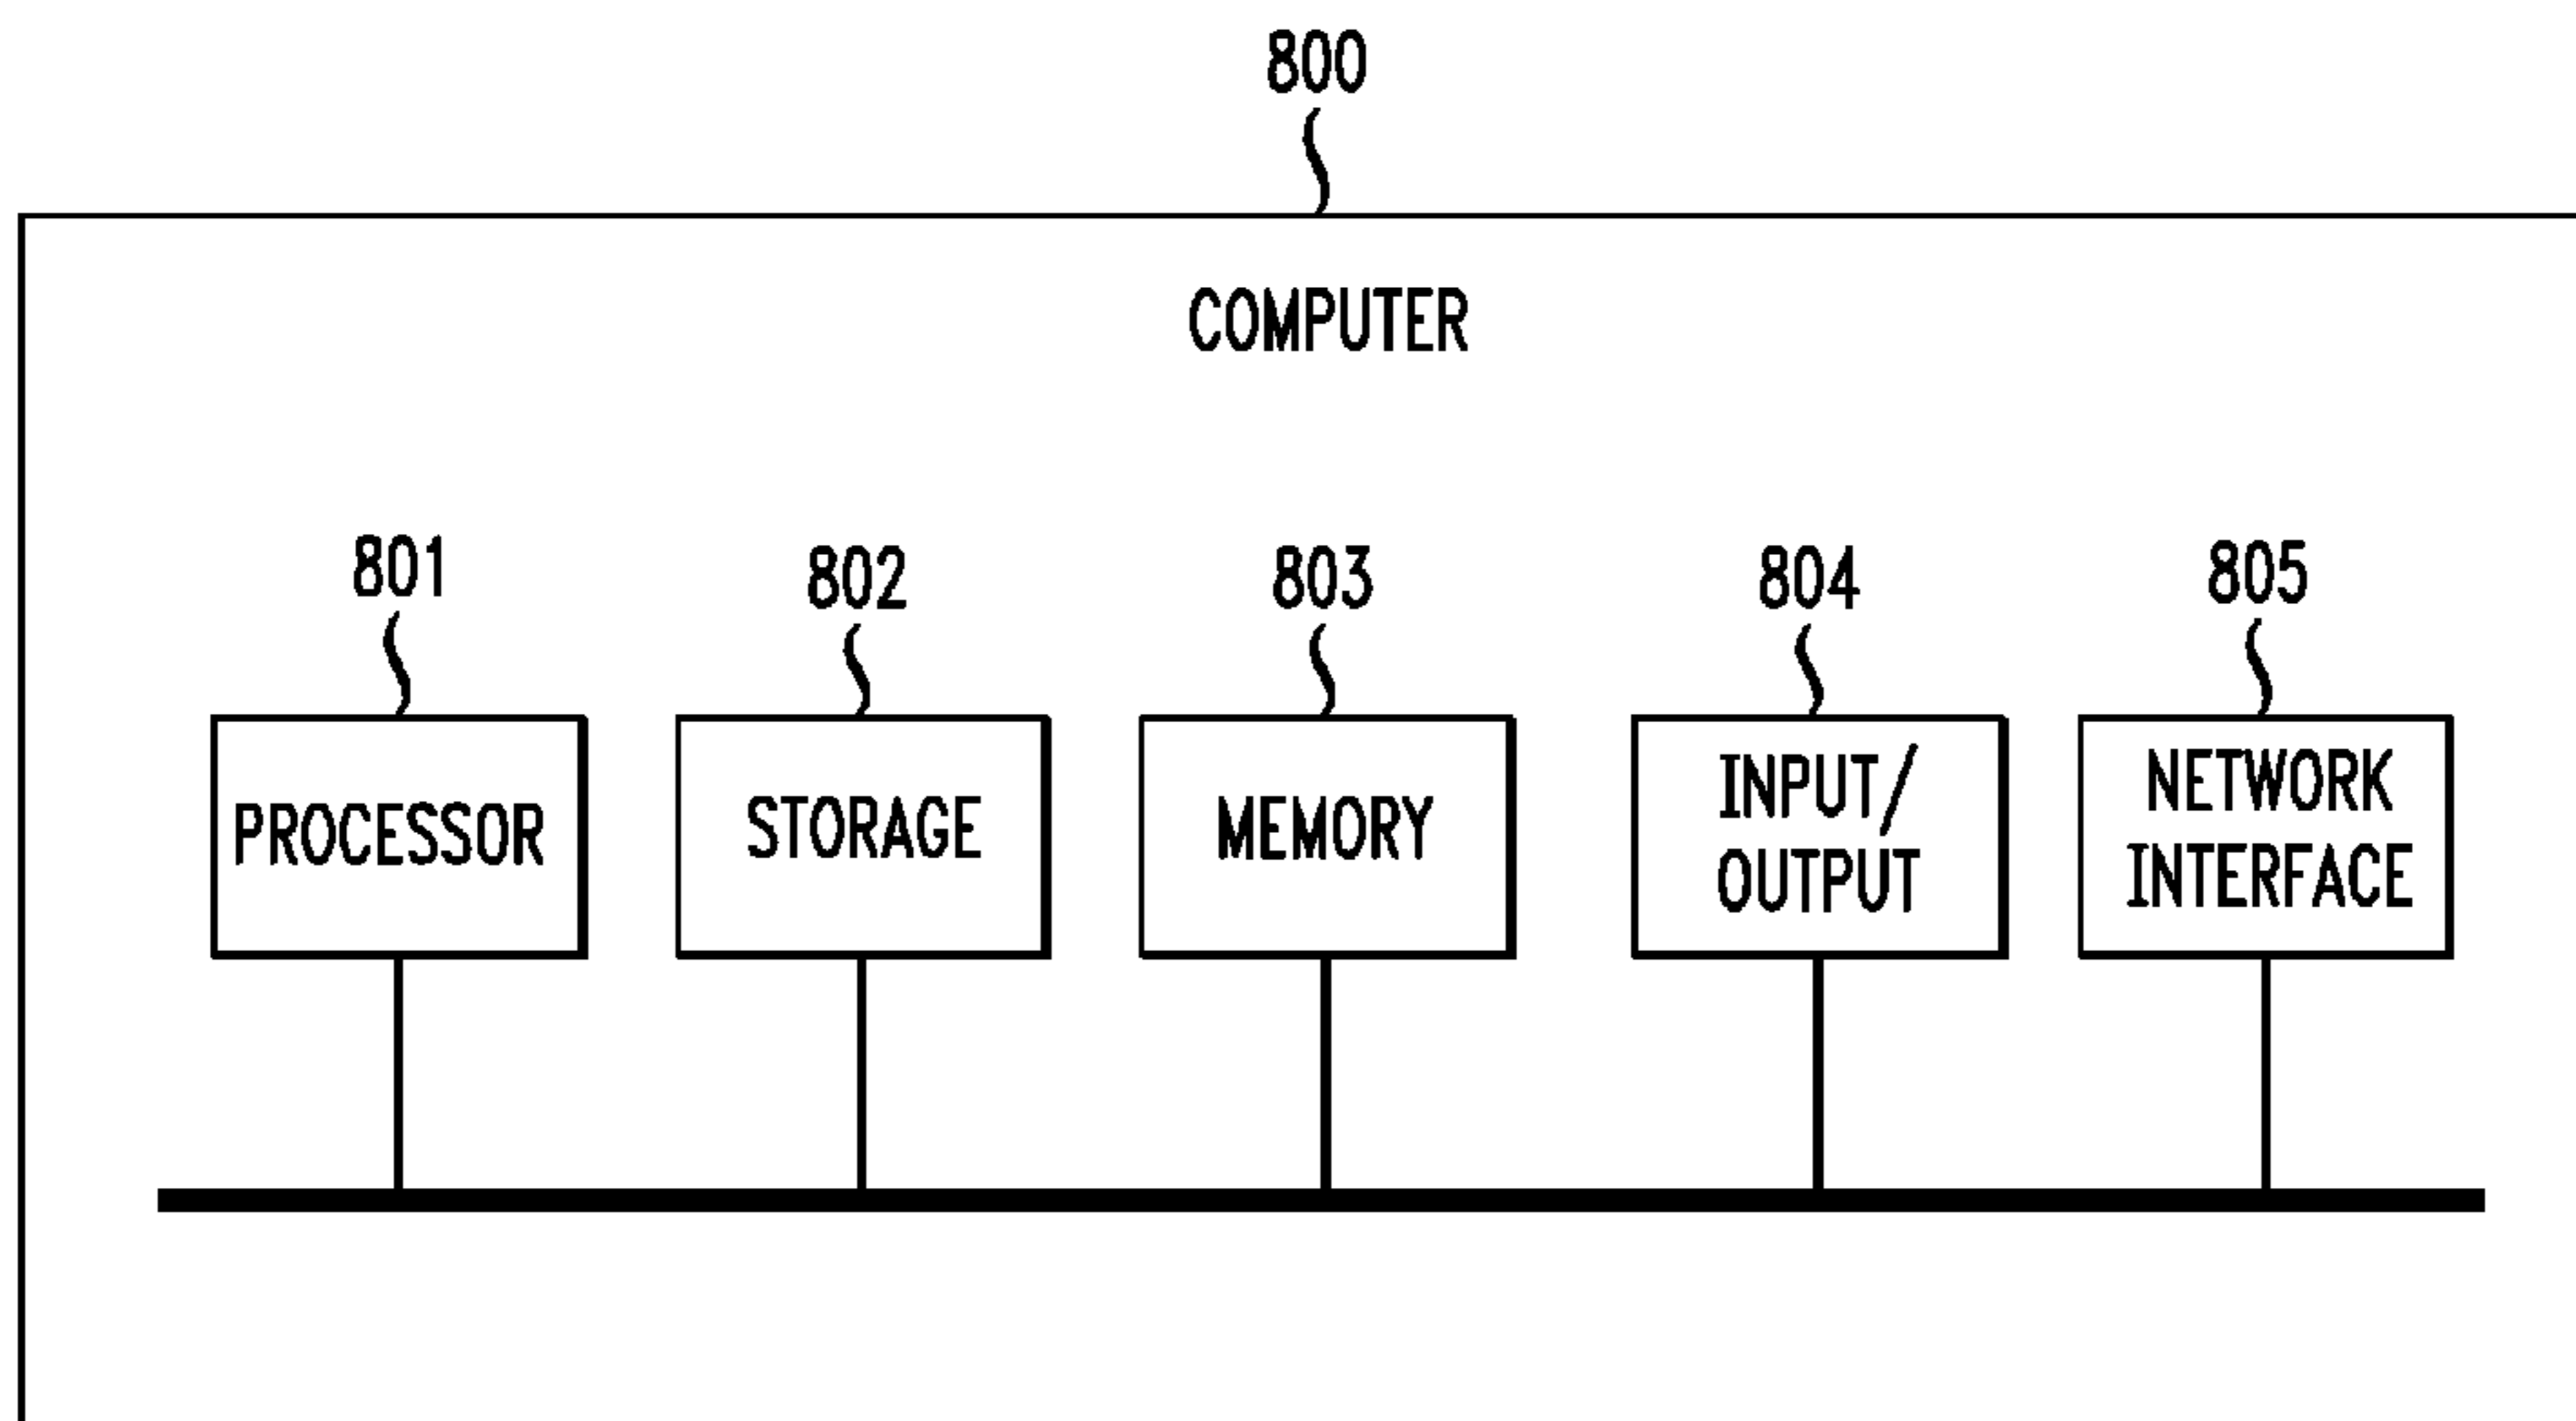 800
COMPUTER
801
802
803
804
805
PROCESSOR
STORAGE
MEMORY
INPUT/
OUTPUT
NETWORK
INTERFACE